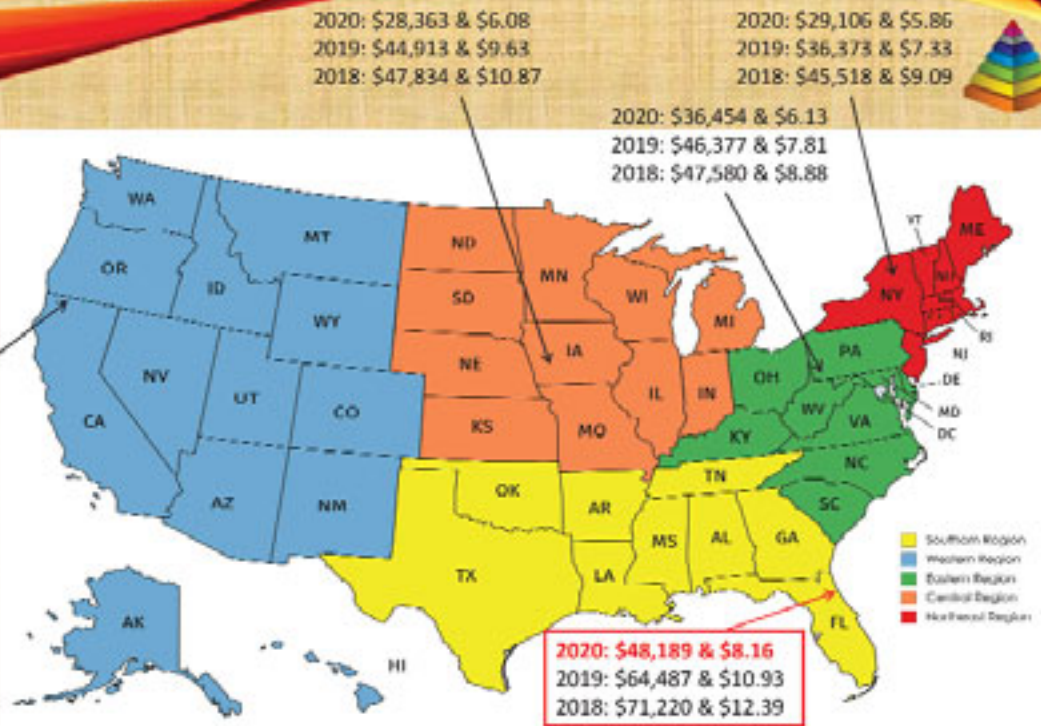 2020: $28,363 & $6.08
2019: $44,913 & $9.63
2018: $47,834 & $10.87
2020: $29,106 & $5.86
2019: $36,373 & $7.33
2018: $45,518 & $9.09
2020: $36,454 & $6.13
2019: $46,377 & $7.81
2018: $47,580 & $8.88
WA
MT
ND
MN
VT
ME
OR
ID
SD
WI
NH
NY
WY
MI
RI
NV
UT
CO
NE
IA
PA
NJ
OH
DE
CA
IL
IN
WV
MD
KS
MO
KY
VA
DC
NC
AZ
NM
OK
AR
TN
SC
MS
AL
GA
TX
LA
Southern Region
Western Region
Eastern Region
Central Region
Northeast Region
AK
HI
FL
2020: $48,189 & $8.16
2019: $64,487 & $10.93
2018: $71,220 & $12.39